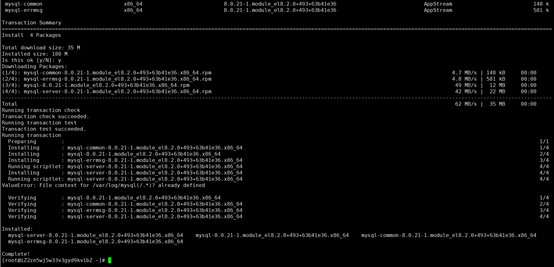 mysql-common x86_64 8.0.21-1.module_el8.2.0+493+63b41e36 AppStream 148 k
mysql-errmsg x86_64 8.0.21-1.module_el8.2.0+493+63b41e36 AppStream 581 k
Transaction Summary
================================================================================
Install 4 Packages
Total download size: 35 M
Installed size: 180 M
Is this ok [y/N]: y
Downloading Packages:
(1/4): mysql-common-8.0.21-1.module_el8.2.0+493+63b41e36.x86_64.rpm 4.7 MB/s | 148 kB 00:00
(2/4): mysql-errmsg-8.0.21-1.module_el8.2.0+493+63b41e36.x86_64.rpm 4.8 MB/s | 581 kB 00:00
(3/4): mysql-8.0.21-1.module_el8.2.0+493+63b41e36.x86_64.rpm 49 MB/s | 12 MB 00:00
(4/4): mysql-server-8.0.21-1.module_el8.2.0+493+63b41e36.x86_64.rpm 42 MB/s | 22 MB 00:00
--------------------------------------------------------------------------------
Total 62 MB/s | 35 MB 00:00
Running transaction check
Transaction check succeeded.
Running transaction test
Transaction test succeeded.
Running transaction
Preparing : 1/1
Installing : mysql-common-8.0.21-1.module_el8.2.0+493+63b41e36.x86_64 1/4
Installing : mysql-8.0.21-1.module_el8.2.0+493+63b41e36.x86_64 2/4
Installing : mysql-errmsg-8.0.21-1.module_el8.2.0+493+63b41e36.x86_64 3/4
Running scriptlet: mysql-server-8.0.21-1.module_el8.2.0+493+63b41e36.x86_64 4/4
Installing : mysql-server-8.0.21-1.module_el8.2.0+493+63b41e36.x86_64 4/4
Running scriptlet: mysql-server-8.0.21-1.module_el8.2.0+493+63b41e36.x86_64 4/4
ValueError: File context for /var/log/mysql(/.*)? already defined
Verifying : mysql-8.0.21-1.module_el8.2.0+493+63b41e36.x86_64 1/4
Verifying : mysql-common-8.0.21-1.module_el8.2.0+493+63b41e36.x86_64 2/4
Verifying : mysql-errmsg-8.0.21-1.module_el8.2.0+493+63b41e36.x86_64 3/4
Verifying : mysql-server-8.0.21-1.module_el8.2.0+493+63b41e36.x86_64 4/4
Installed:
mysql-server-8.0.21-1.module_el8.2.0+493+63b41e36.x86_64 mysql-8.0.21-1.module_el8.2.0+493+63b41e36.x86_64 mysql-common-8.0.21-1.module_el8.2.0+493+63b41e36.x86_64
mysql-errmsg-8.0.21-1.module_el8.2.0+493+63b41e36.x86_64
Complete!